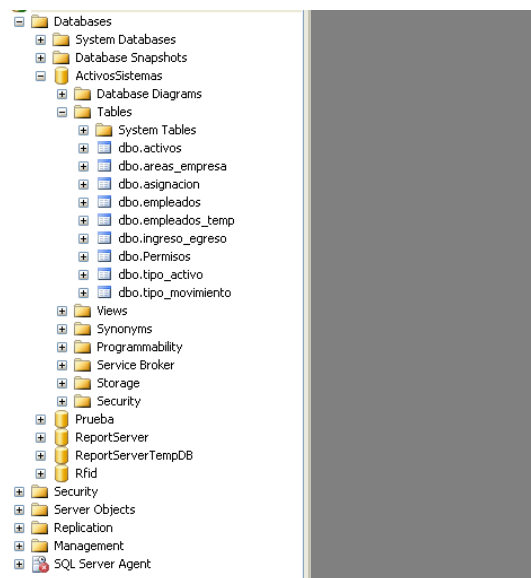 Databases
System Databases
Database Snapshots
ActivosSistemas
Database Diagrams
Tables
System Tables
dbo.activos
dbo.areas_empresa
dbo.asignacion
dbo.empleados
dbo.empleados_temp
dbo.ingreso_egreso
dbo.Permisos
dbo.tipo_activo
dbo.tipo_movimiento
Views
Synonyms
Programmability
Service Broker
Storage
Security
Prueba
ReportServer
ReportServerTempDB
Rfid
Security
Server Objects
Replication
Management
SQL Server Agent